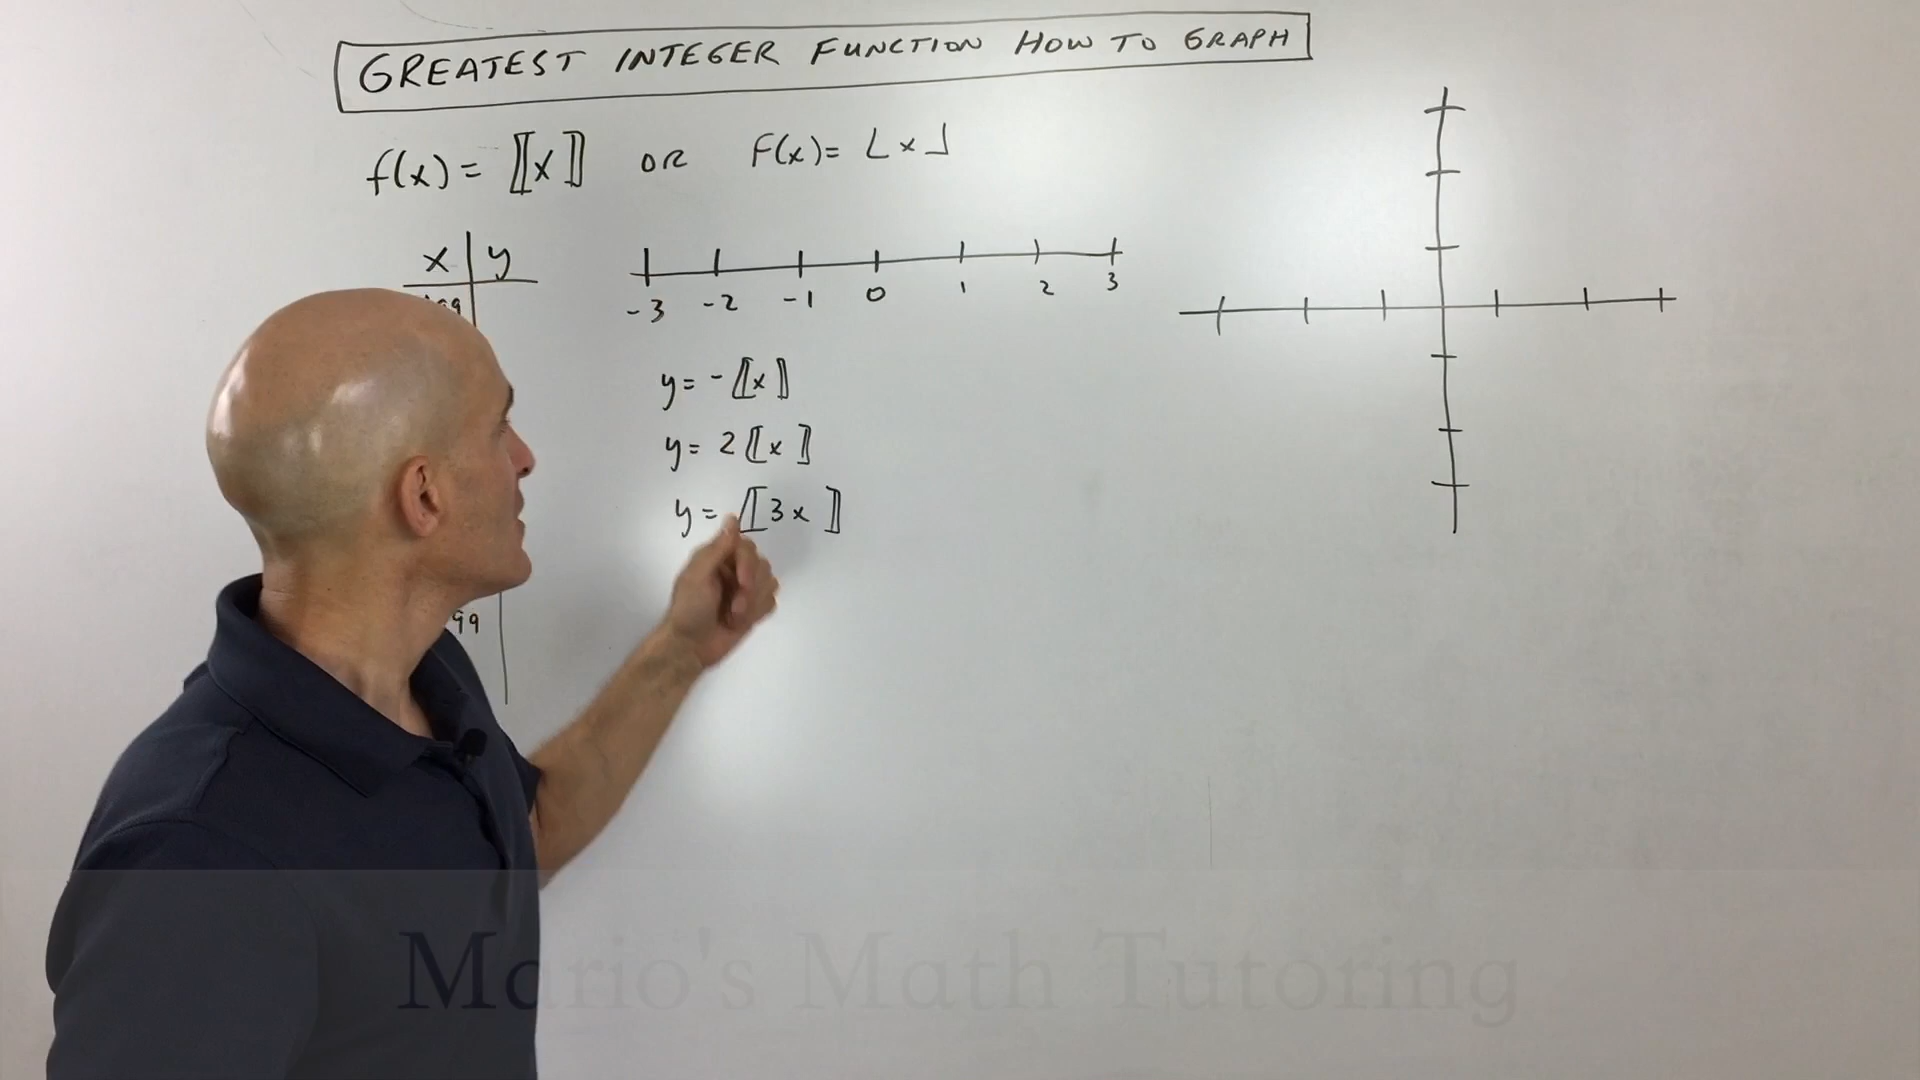 GREATEST INTEGER FUNCTION HOW TO GRAPH
f(x) = ⟦x⟧ OR F(x) = ⌊x⌋
x y
-3 -2 -1 0 1 2 3
y = -⟦x⟧
y = 2⟦x⟧
y = ⟦3x⟧
99
Mario's Math Tutoring